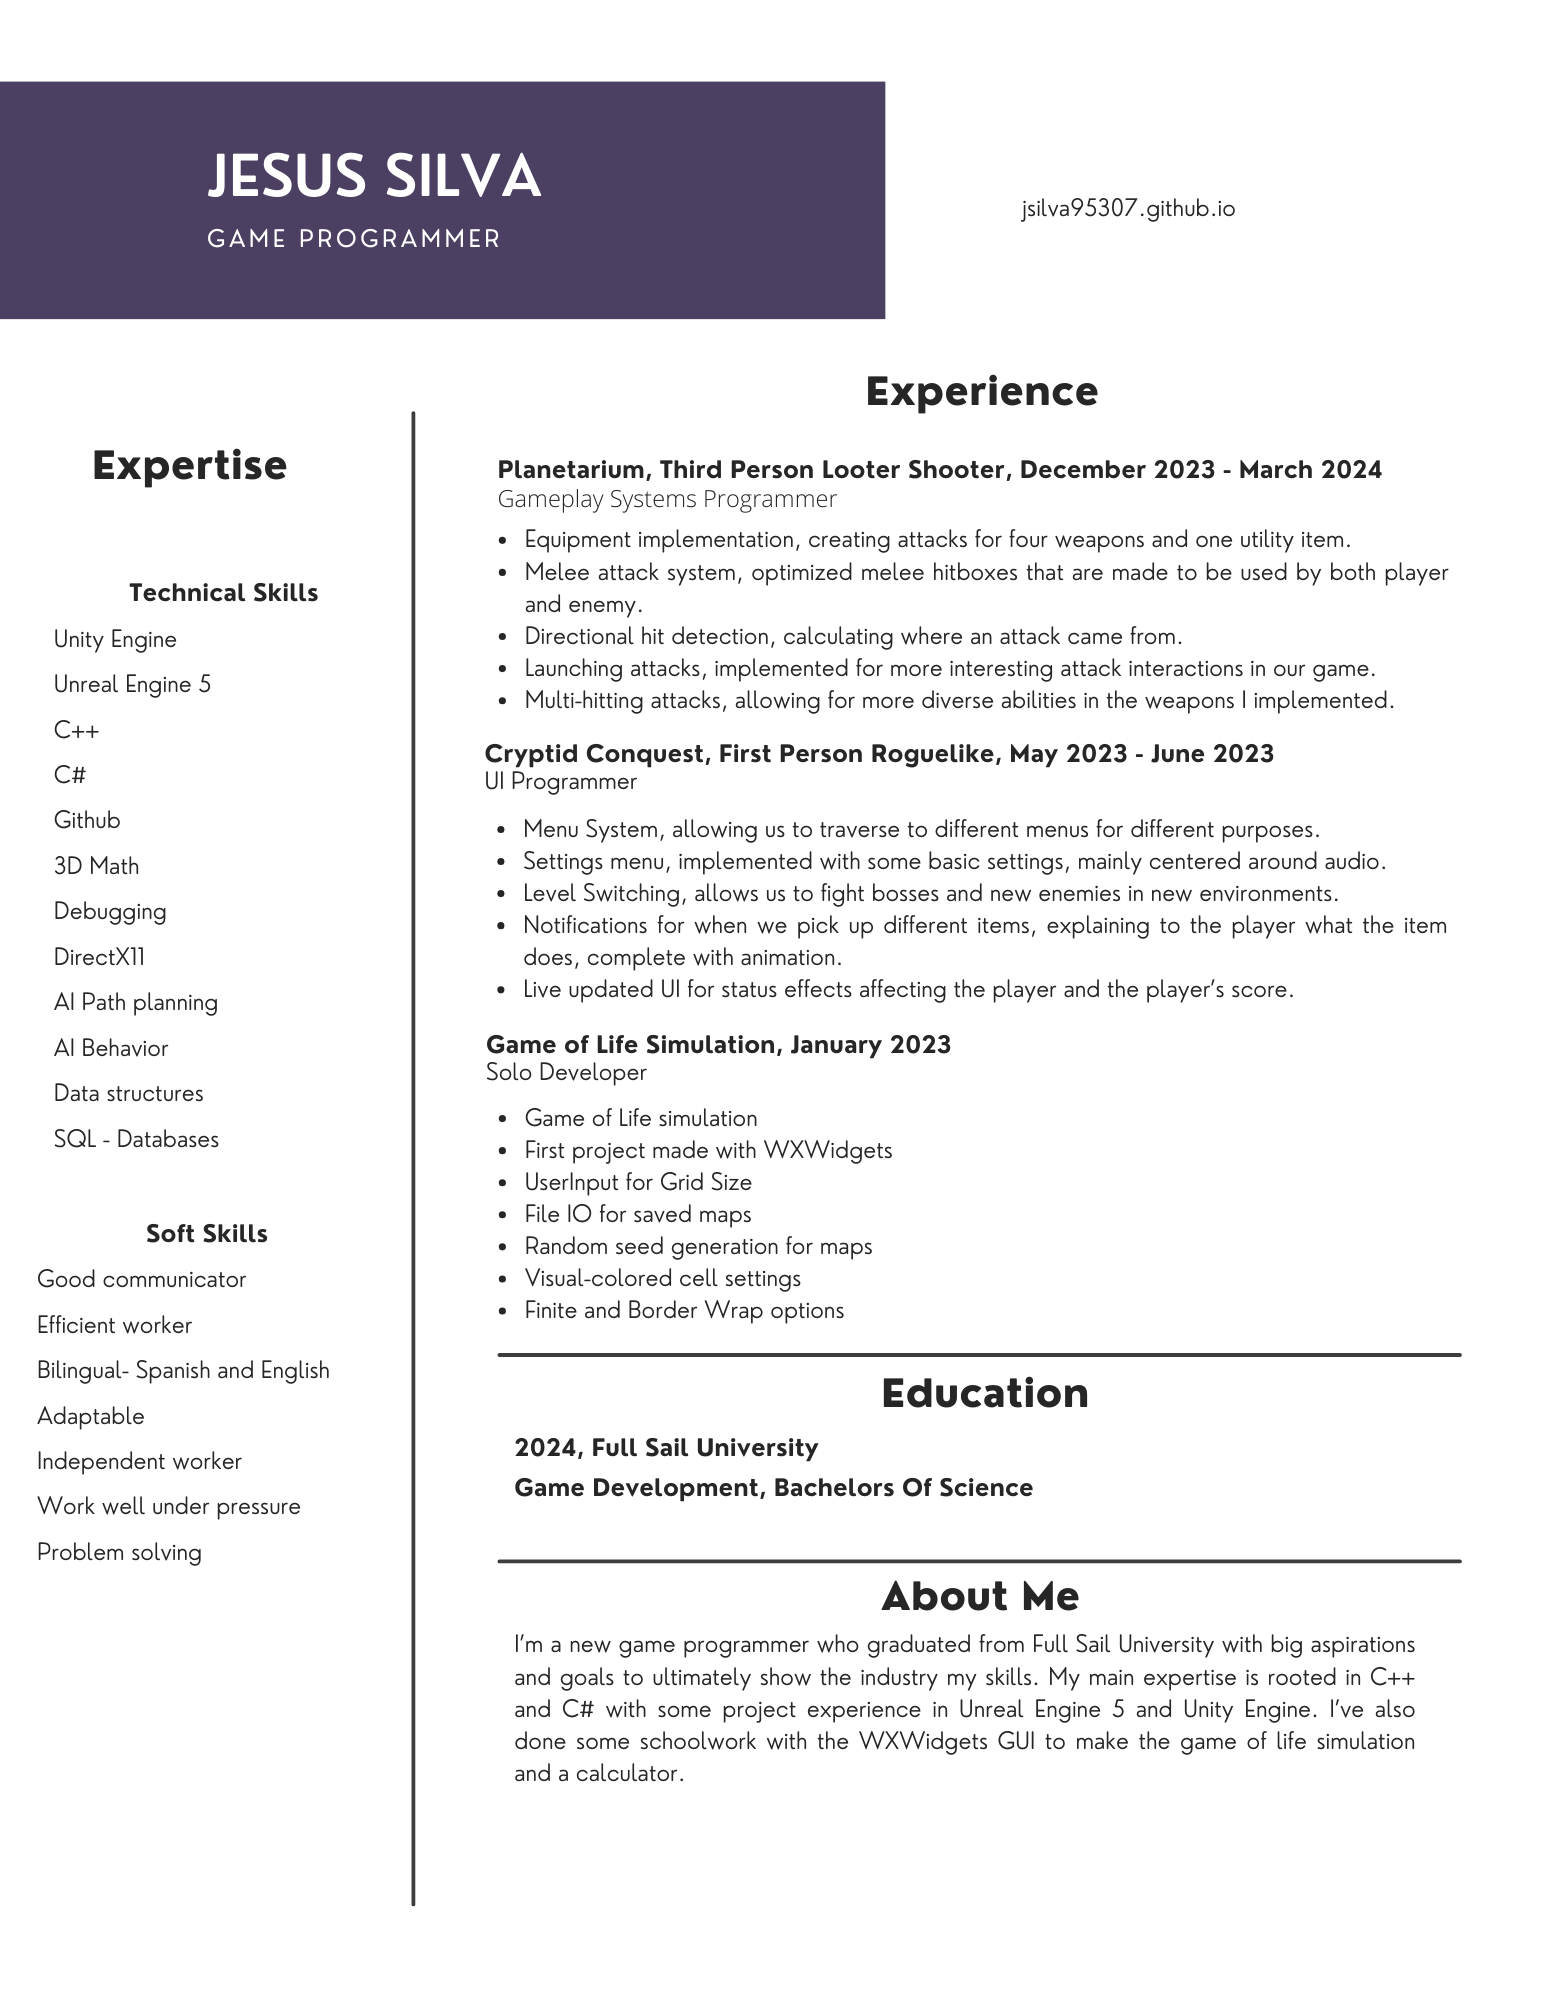 JESUS SILVA
GAME PROGRAMMER
jsilva95307.github.io
Expertise
Technical Skills
Unity Engine
Unreal Engine 5
C++
C#
Github
3D Math
Debugging
DirectX11
AI Path planning
AI Behavior
Data structures
SQL - Databases
Soft Skills
Good communicator
Efficient worker
Bilingual- Spanish and English
Adaptable
Independent worker
Work well under pressure
Problem solving
Experience
Planetarium, Third Person Looter Shooter, December 2023 - March 2024
Gameplay Systems Programmer
• Equipment implementation, creating attacks for four weapons and one utility item.
• Melee attack system, optimized melee hitboxes that are made to be used by both player
and enemy.
• Directional hit detection, calculating where an attack came from.
• Launching attacks, implemented for more interesting attack interactions in our game.
• Multi-hitting attacks, allowing for more diverse abilities in the weapons I implemented.
Cryptid Conquest, First Person Roguelike, May 2023 - June 2023
UI Programmer
• Menu System, allowing us to traverse to different menus for different purposes.
• Settings menu, implemented with some basic settings, mainly centered around audio.
• Level Switching, allows us to fight bosses and new enemies in new environments.
• Notifications for when we pick up different items, explaining to the player what the item
does, complete with animation.
• Live updated UI for status effects affecting the player and the player's score.
Game of Life Simulation, January 2023
Solo Developer
• Game of Life simulation
• First project made with WXWidgets
• UserInput for Grid Size
• File IO for saved maps
• Random seed generation for maps
• Visual-colored cell settings
• Finite and Border Wrap options
Education
2024, Full Sail University
Game Development, Bachelors Of Science
About Me
I'm a new game programmer who graduated from Full Sail University with big aspirations
and goals to ultimately show the industry my skills. My main expertise is rooted in C++
and C# with some project experience in Unreal Engine 5 and Unity Engine. I've also
done some schoolwork with the WXWidgets GUI to make the game of life simulation
and a calculator.